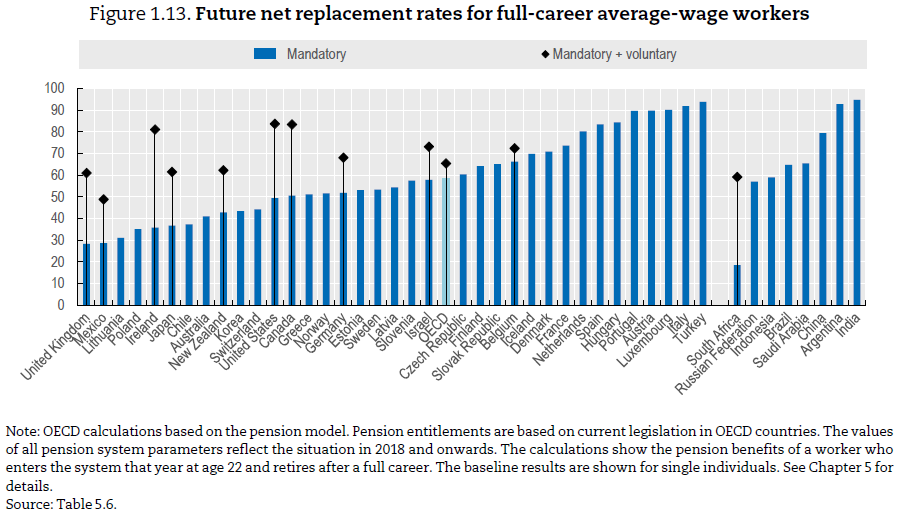 Figure 1.13. Future net replacement rates for full-career average-wage workers
Mandatory
Mandatory + voluntary
100
90
80
70
60
50
40
30
20
10
0
United Kingdom
Mexico
Lithuania
Poland
Ireland
Japan
Chile
Australia
New Zealand
Korea
Switzerland
United States
Canada
Greece
Norway
Germany
Estonia
Sweden
Latvia
Slovenia
Israel
OECD
Czech Republic
Finland
Slovak Republic
Belgium
Iceland
Denmark
France
Netherlands
Spain
Hungary
Portugal
Austria
Luxembourg
Italy
Turkey
South Africa
Russian Federation
Indonesia
Brazil
Saudi Arabia
China
Argentina
India
Note: OECD calculations based on the pension model. Pension entitlements are based on current legislation in OECD countries. The values
of all pension system parameters reflect the situation in 2018 and onwards. The calculations show the pension benefits of a worker who
enters the system that year at age 22 and retires after a full career. The baseline results are shown for single individuals. See Chapter 5 for
details.
Source: Table 5.6.